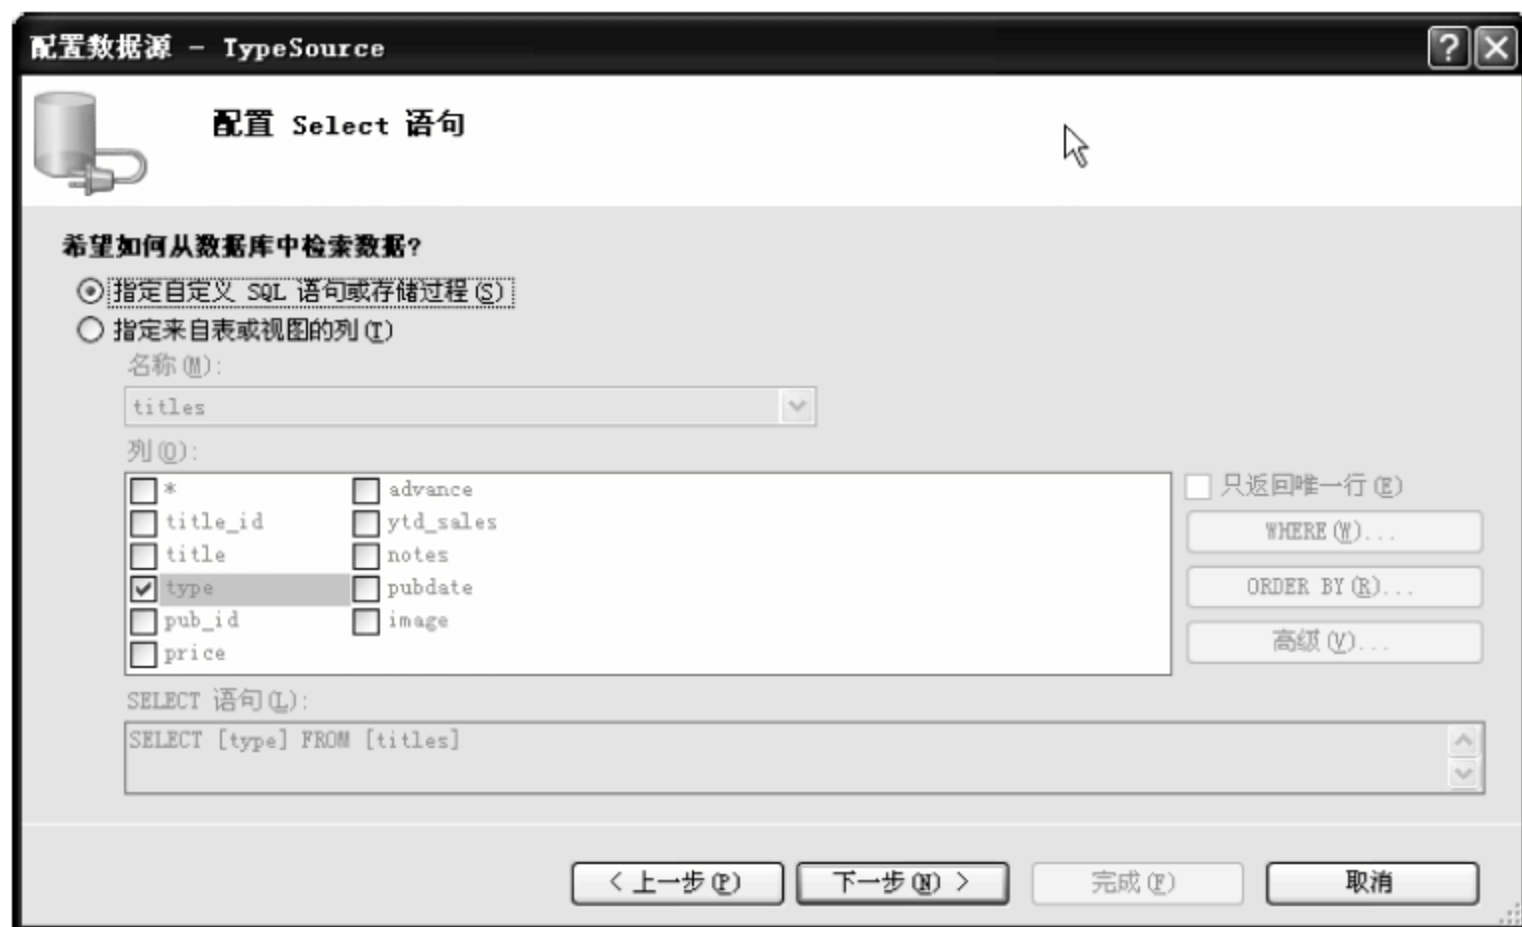 配置数据源 - TypeSource
配置 Select 语句
希望如何从数据库中检索数据?
指定自定义 SQL 语句或存储过程(S)
指定来自表或视图的列(T)
名称(M):
titles
列(O):
* advance
title_id ytd_sales
title notes
type pubdate
pub_id image
price
只返回唯一行(E)
WHERE(W)...
ORDER BY(R)...
高级(V)...
SELECT 语句(L):
SELECT [type] FROM [titles]
< 上一步(P)
下一步(N) >
完成(F)
取消